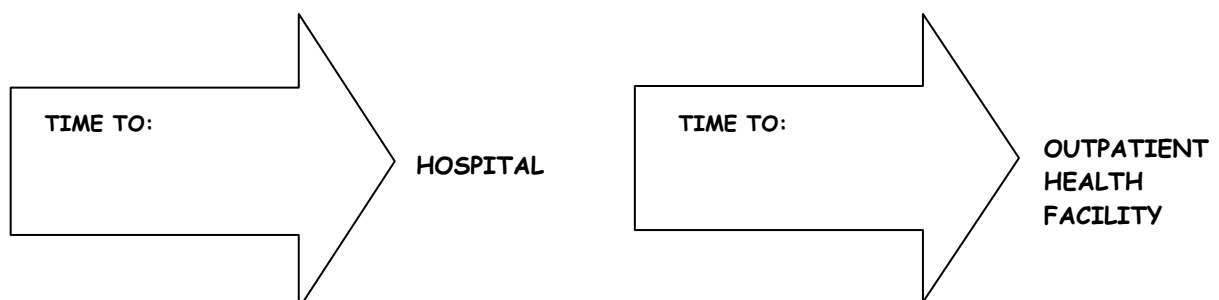 TIME TO:
HOSPITAL
TIME TO:
OUTPATIENT
HEALTH
FACILITY